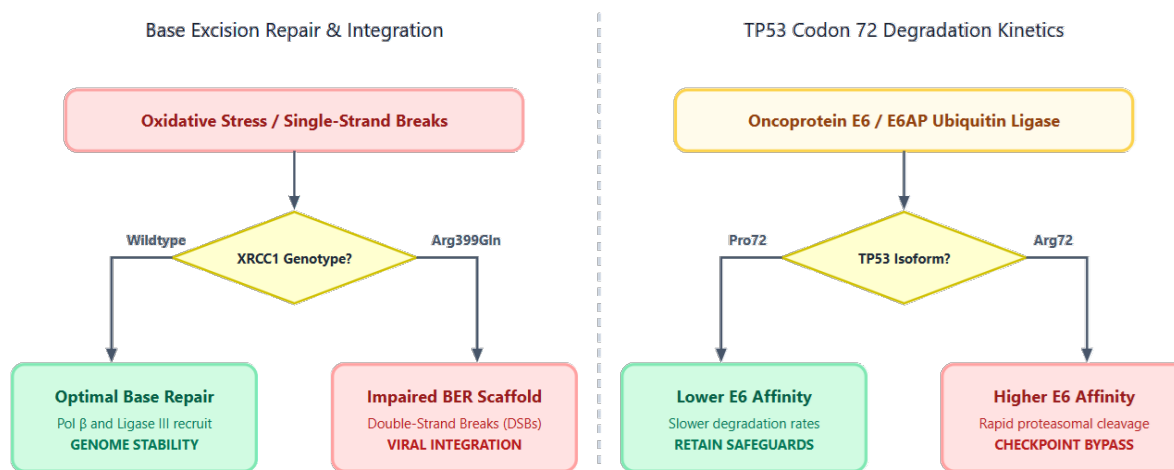 Base Excision Repair & Integration
Oxidative Stress / Single-Strand Breaks
Wildtype
Arg399Gln
XRCC1 Genotype?
Optimal Base Repair
Pol β and Ligase III recruit
GENOME STABILITY
Impaired BER Scaffold
Double-Strand Breaks (DSBs)
VIRAL INTEGRATION
TP53 Codon 72 Degradation Kinetics
Oncoprotein E6 / E6AP Ubiquitin Ligase
Pro72
Arg72
TP53 Isoform?
Lower E6 Affinity
Slower degradation rates
RETAIN SAFEGUARDS
Higher E6 Affinity
Rapid proteasomal cleavage
CHECKPOINT BYPASS